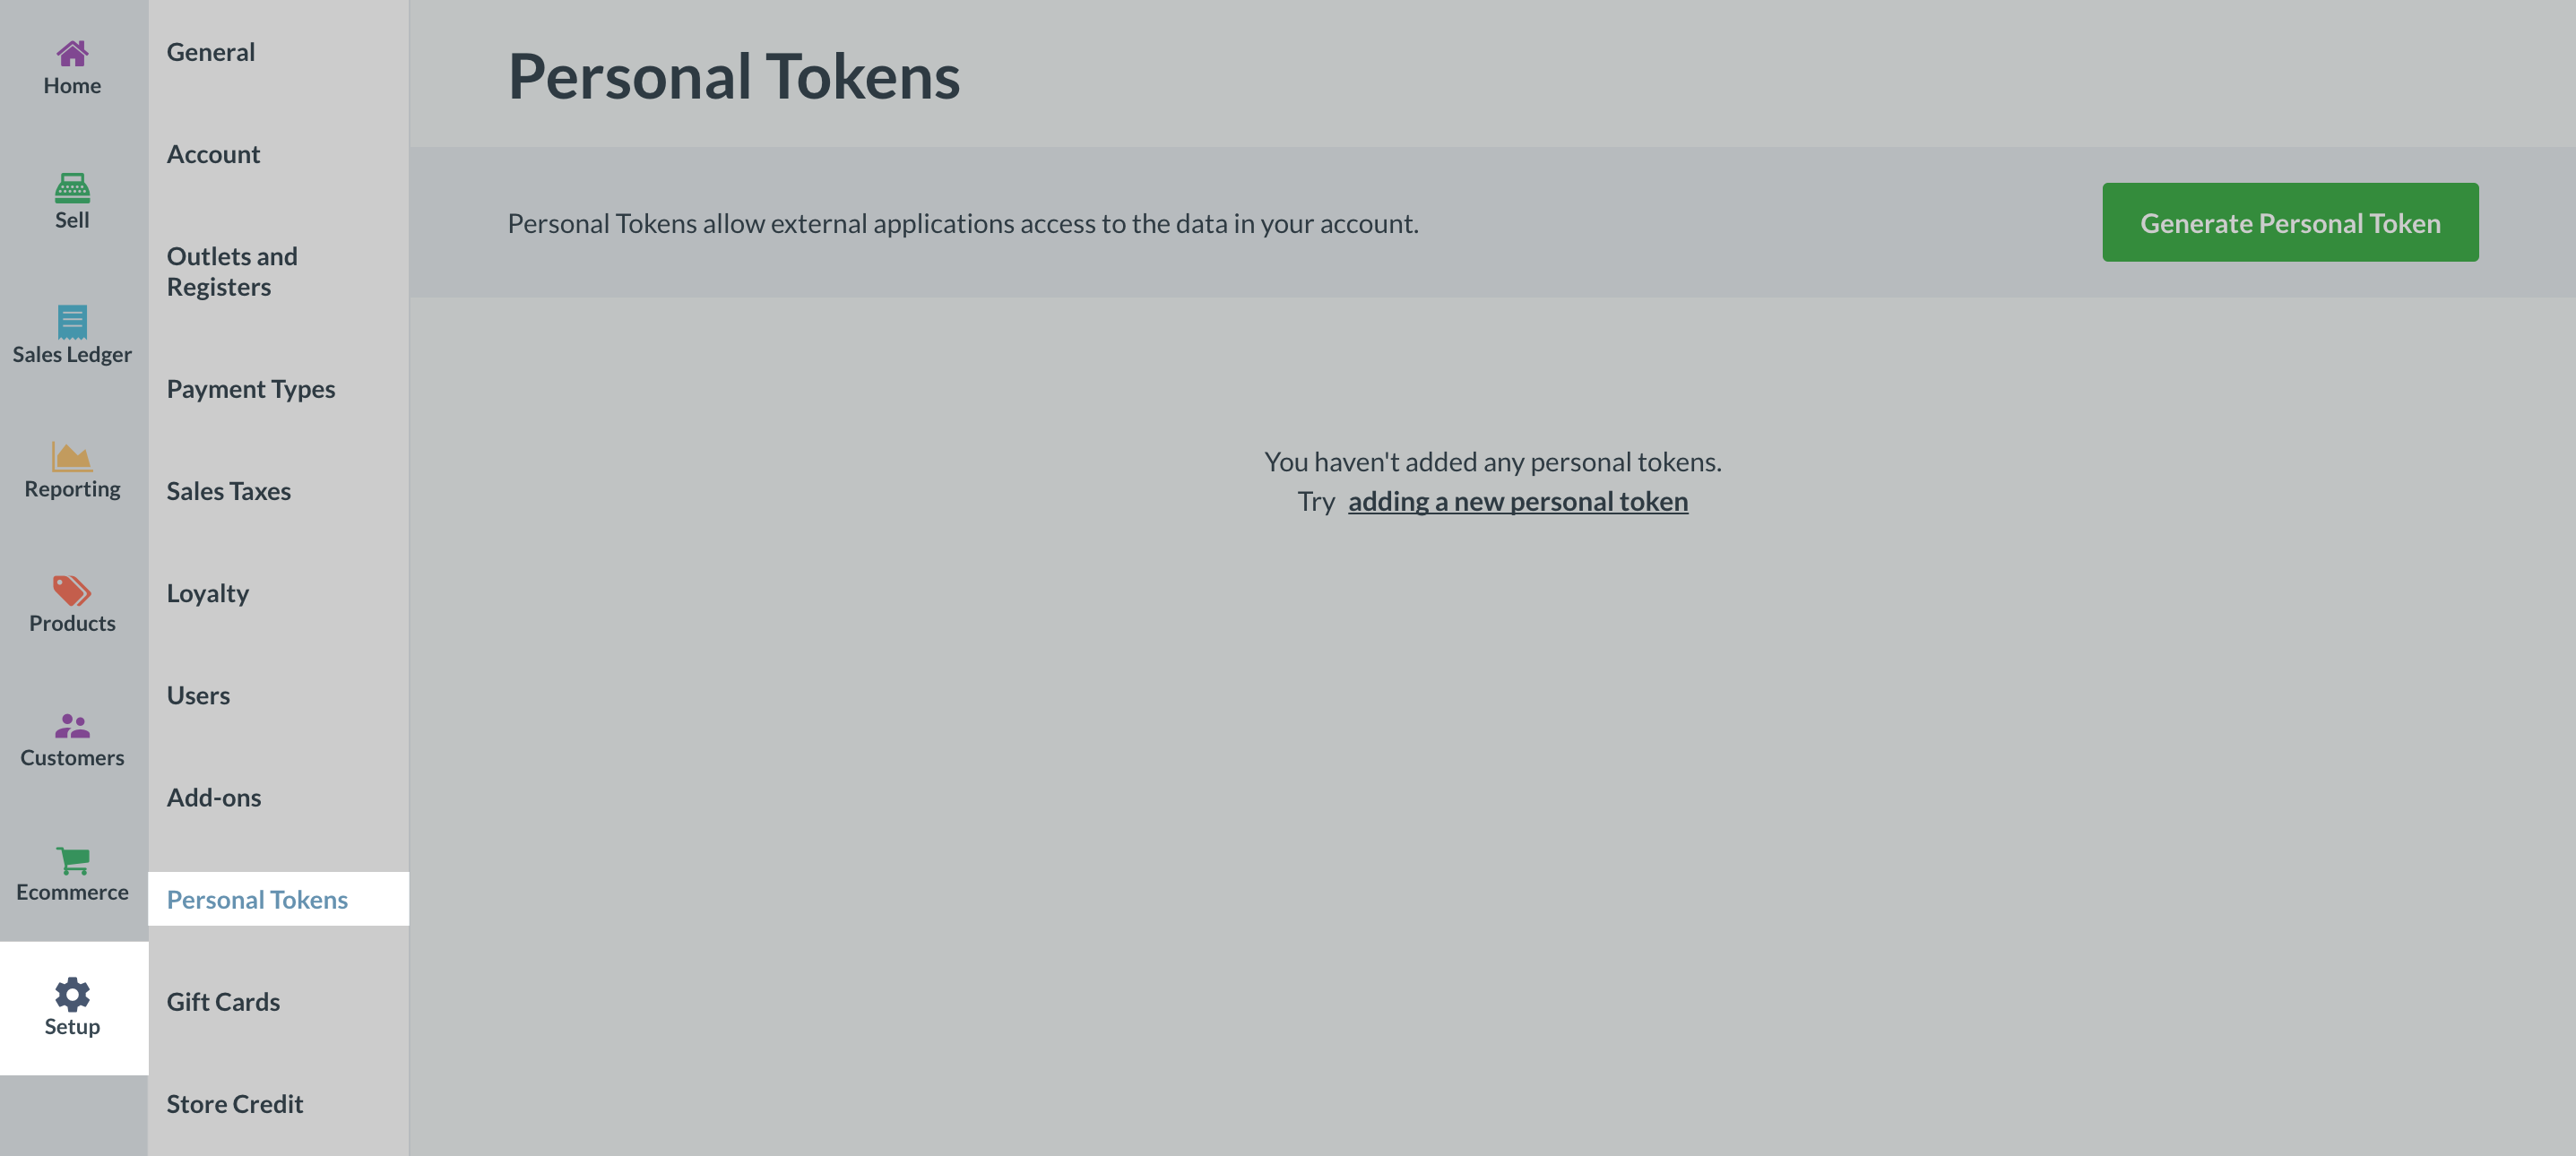 Home
Sell
Sales Ledger
Reporting
Products
Customers
Ecommerce
Setup
General
Account
Outlets and
Registers
Payment Types
Sales Taxes
Loyalty
Users
Add-ons
Personal Tokens
Gift Cards
Store Credit
Personal Tokens
Personal Tokens allow external applications access to the data in your account.
Generate Personal Token
You haven't added any personal tokens.
Try adding a new personal token